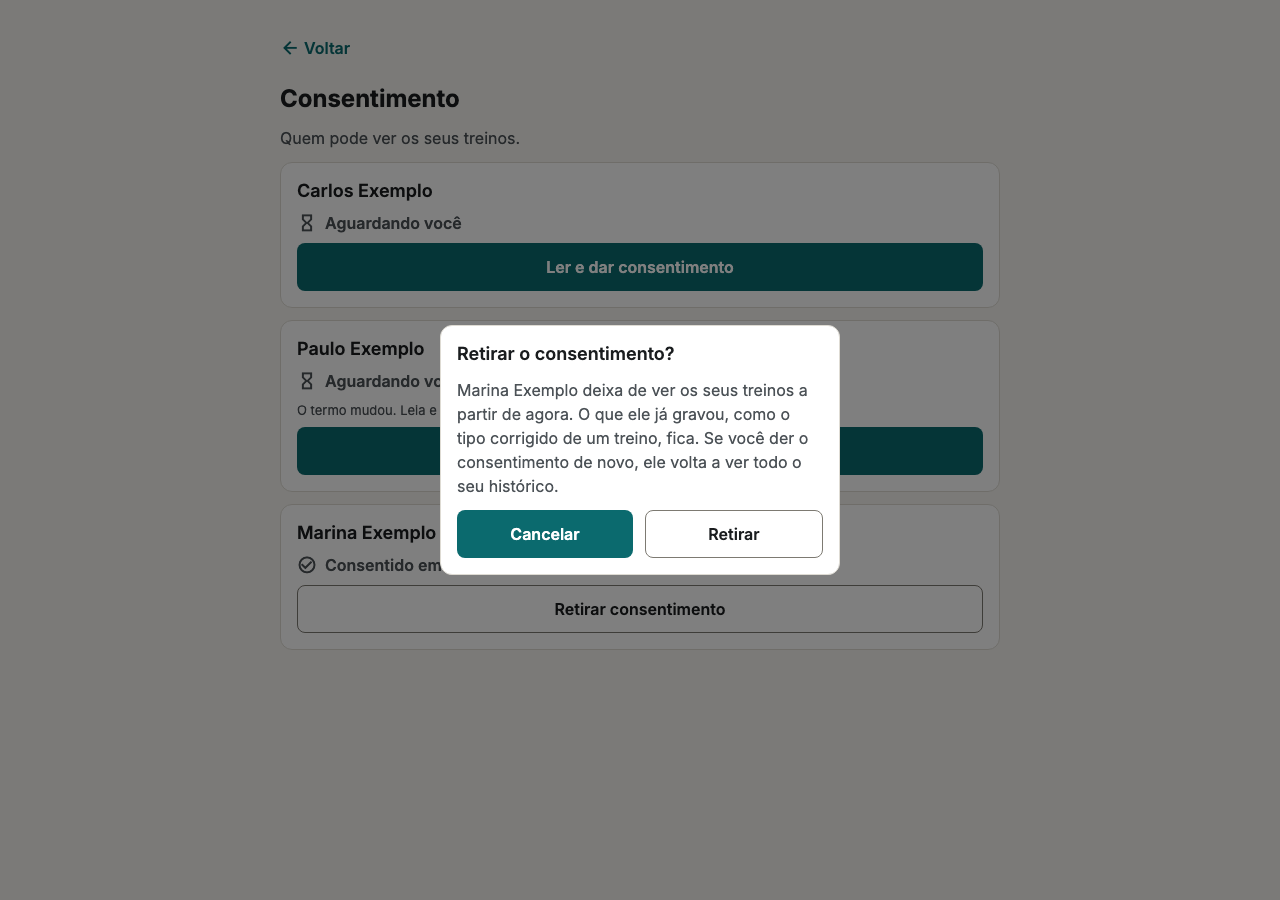 Voltar
Consentimento
Quem pode ver os seus treinos.
Carlos Exemplo
Aguardando você
Ler e dar consentimento
Paulo Exemplo
Aguardando
O termo mudou. Leia e
Retirar o consentimento?
Marina Exemplo deixa de ver os seus treinos a
partir de agora. O que ele já gravou, como o
tipo corrigido de um treino, fica. Se você der o
consentimento de novo, ele volta a ver todo o
seu histórico.
Cancelar
Retirar
Marina Exemplo
Consentido em
Retirar consentimento